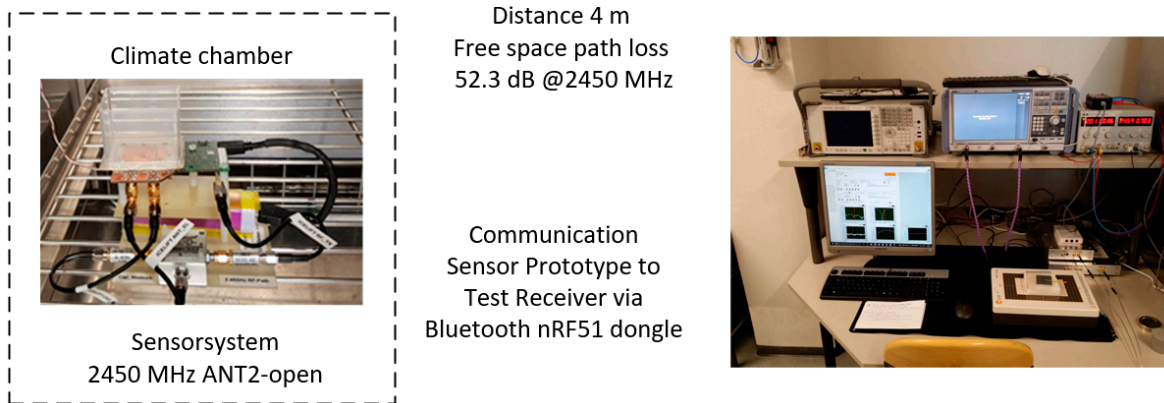 Climate chamber
Sensorsystem
2450 MHz ANT2-open
Distance 4 m
Free space path loss
52.3 dB @2450 MHz
Communication
Sensor Prototype to
Test Receiver via
Bluetooth nRF51 dongle